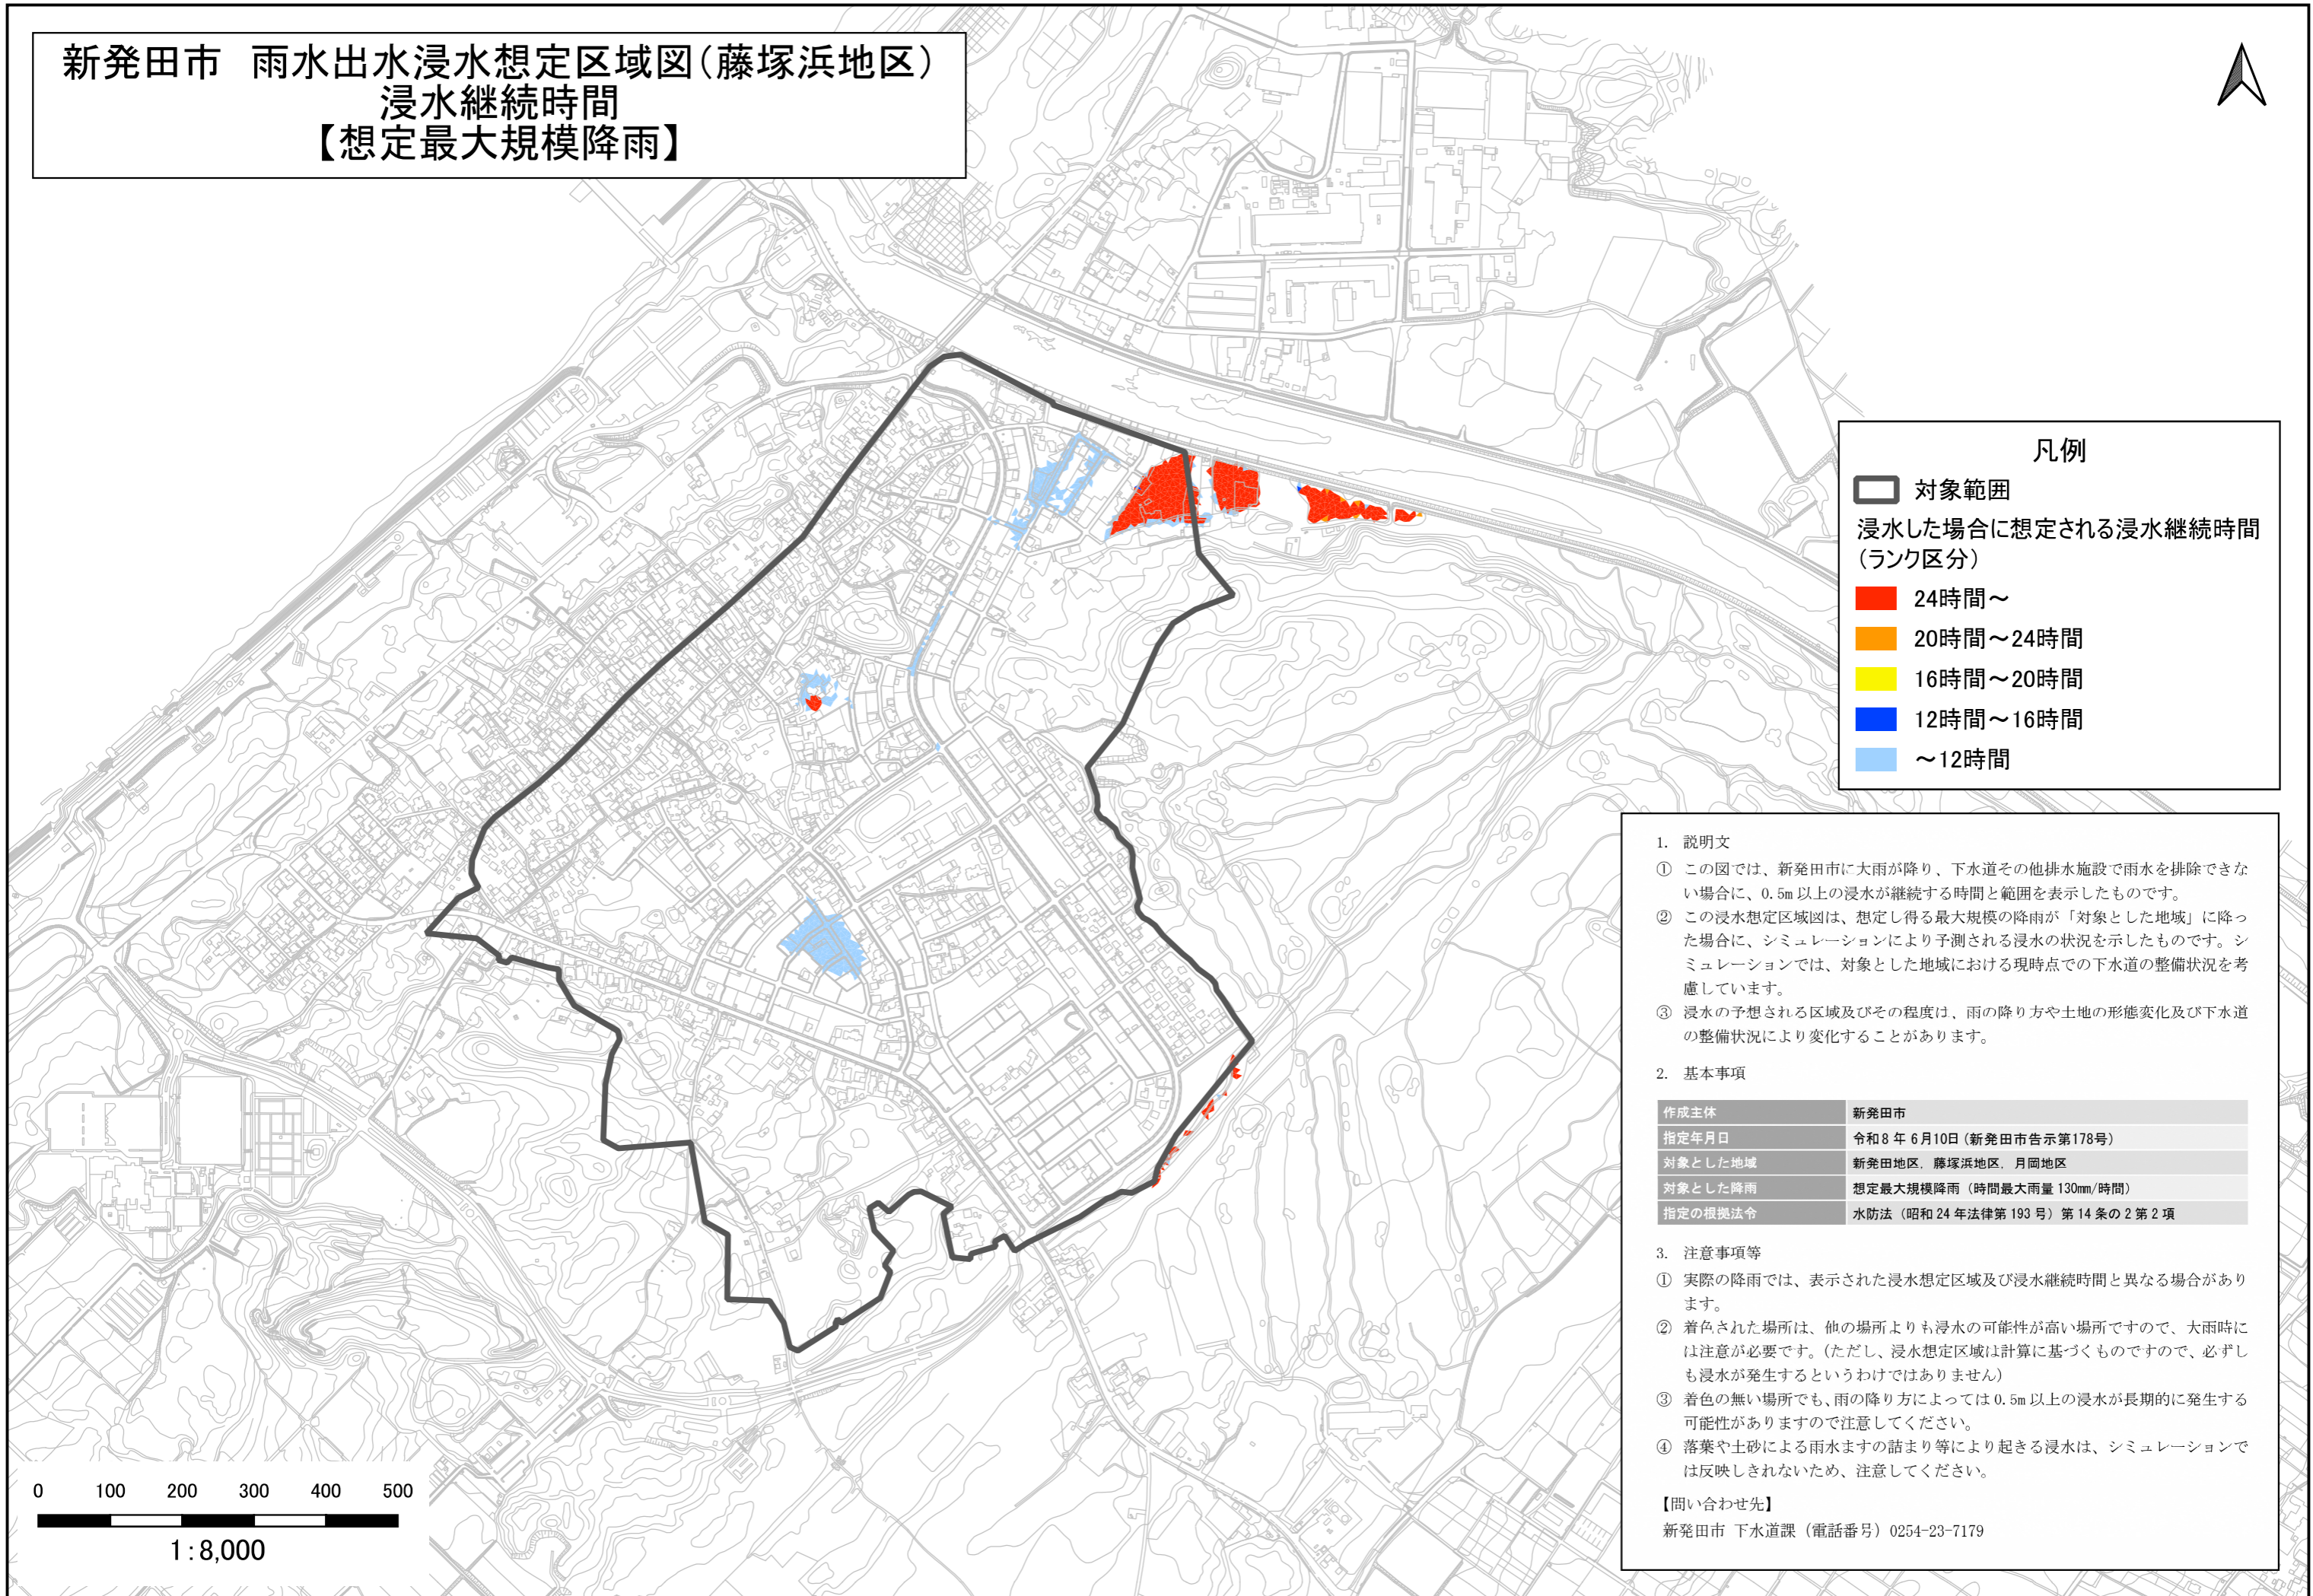 新発田市　雨水出水浸水想定区域図（藤塚浜地区）
浸水継続時間
【想定最大規模降雨】
凡例
対象範囲
浸水した場合に想定される浸水継続時間
（ランク区分）
24時間～
20時間～24時間
16時間～20時間
12時間～16時間
～12時間
1. 説明文
① この図では、新発田市に大雨が降り、下水道その他排水施設で雨水を排除できな
い場合に、0.5m以上の浸水が継続する時間と範囲を表示したものです。
② この浸水想定区域図は、想定し得る最大規模の降雨が「対象とした地域」に降っ
た場合に、シミュレーションにより予測される浸水の状況を示したものです。シ
ミュレーションでは、対象とした地域における現時点での下水道の整備状況を考
慮しています。
③ 浸水の予想される区域及びその程度は、雨の降り方や土地の形態変化及び下水道
の整備状況により変化することがあります。
2. 基本事項
作成主体 新発田市
指定年月日 令和8年6月10日（新発田市告示第178号）
対象とした地域 新発田地区，藤塚浜地区，月岡地区
対象とした降雨 想定最大規模降雨（時間最大雨量130mm/時間）
指定の根拠法令 水防法（昭和24年法律第193号）第14条の2第2項
3. 注意事項等
① 実際の降雨では、表示された浸水想定区域及び浸水継続時間と異なる場合があり
ます。
② 着色された場所は、他の場所よりも浸水の可能性が高い場所ですので、大雨時に
は注意が必要です。（ただし、浸水想定区域は計算に基づくものですので、必ずし
も浸水が発生するというわけではありません）
③ 着色の無い場所でも、雨の降り方によっては0.5m以上の浸水が長期的に発生する
可能性がありますので注意してください。
④ 落葉や土砂による雨水ますの詰まり等により起きる浸水は、シミュレーションで
は反映しきれないため、注意してください。
【問い合わせ先】
新発田市 下水道課（電話番号）0254-23-7179
0 100 200 300 400 500
1:8,000